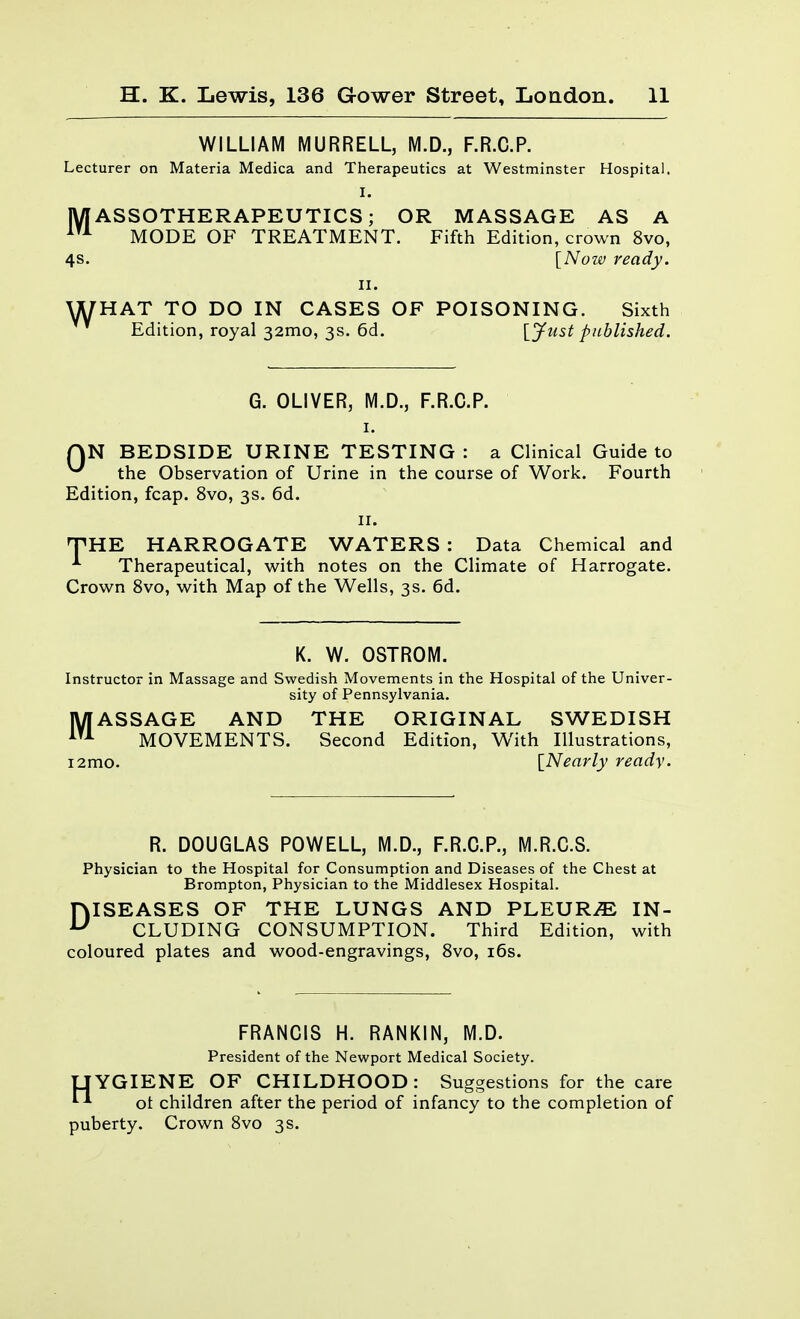 H. K. Lewis, 136 Gower Street, London. 11
WILLIAM MURRELL, M.D., F.R.C.P.
Lecturer on Materia Medica and Therapeutics at Westminster Hospital.
I.
MASSOTHERAPEUTICS; OR MASSAGE AS A
MODE OF TREATMENT. Fifth Edition, crown 8vo,
4s. [Now ready.
II.
WHAT TO DO IN CASES OF POISONING. Sixth
Edition, royal 32mo, 3s. 6d. [Just published.
G. OLIVER, M.D., F.R.C.P.
I.
ON BEDSIDE URINE TESTING : a Clinical Guide to
the Observation of Urine in the course of Work. Fourth
Edition, fcap. 8vo, 3s. 6d.
II.
THE HARROGATE WATERS : Data Chemical and
Therapeutical, with notes on the Climate of Harrogate.
Crown 8vo, with Map of the Wells, 3s. 6d.
K. W. OSTROM.
Instructor in Massage and Swedish Movements in the Hospital of the Univer-
sity of Pennsylvania.
MASSAGE AND THE ORIGINAL SWEDISH
MOVEMENTS. Second Edition, With Illustrations,
12mo. [Nearly ready.
R. DOUGLAS POWELL, M.D., F.R.C.P., M.R.C.S.
Physician to the Hospital for Consumption and Diseases of the Chest at
Brompton, Physician to the Middlesex Hospital.
DISEASES OF THE LUNGS AND PLEURÆ IN-
CLUDING CONSUMPTION. Third Edition, with
coloured plates and wood-engravings, 8vo, 16s.
FRANCIS H. RANKIN, M.D.
President of the Newport Medical Society.
HYGIENE OF CHILDHOOD : Suggestions for the care
ot children after the period of infancy to the completion of
puberty. Crown 8vo 3s.